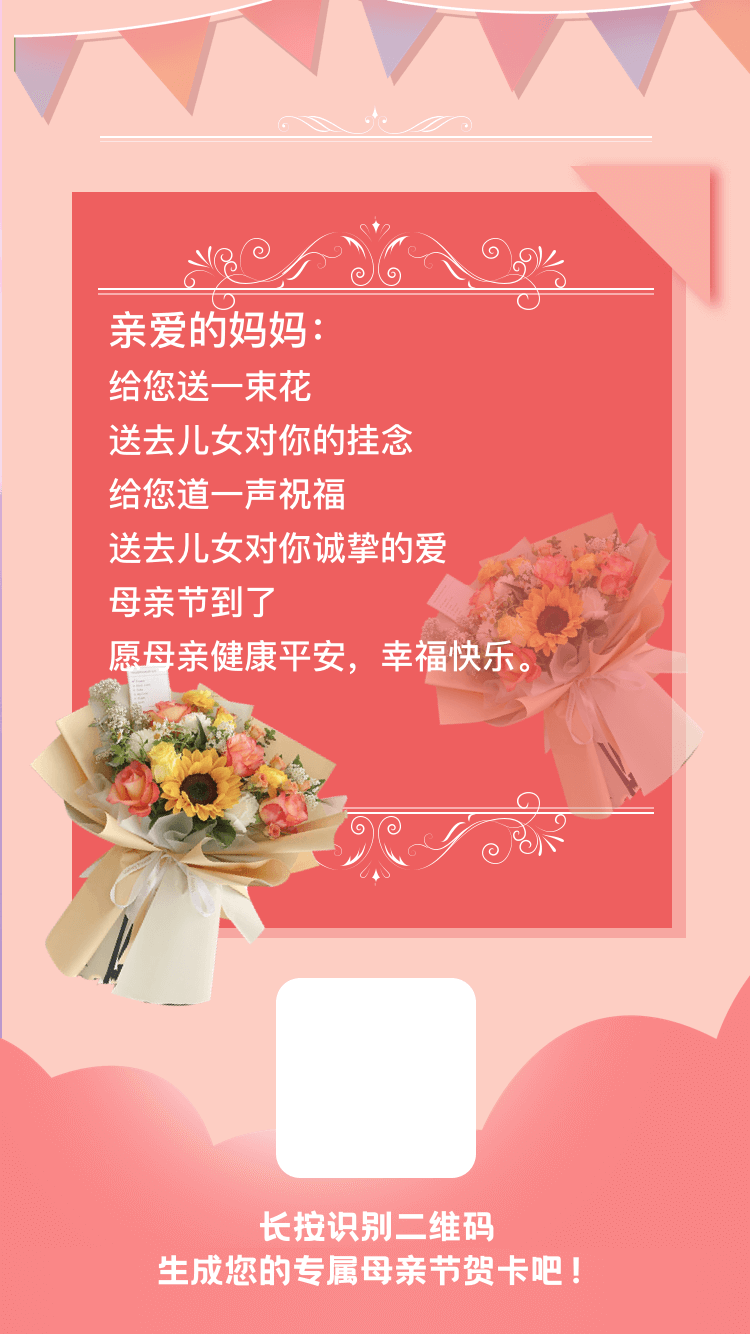 亲爱的妈妈：
给您送一束花
送去儿女对你的挂念
给您道一声祝福
送去儿女对你诚挚的爱
母亲节到了
愿母亲健康平安，幸福快乐。
长按识别二维码
生成您的专属母亲节贺卡吧！